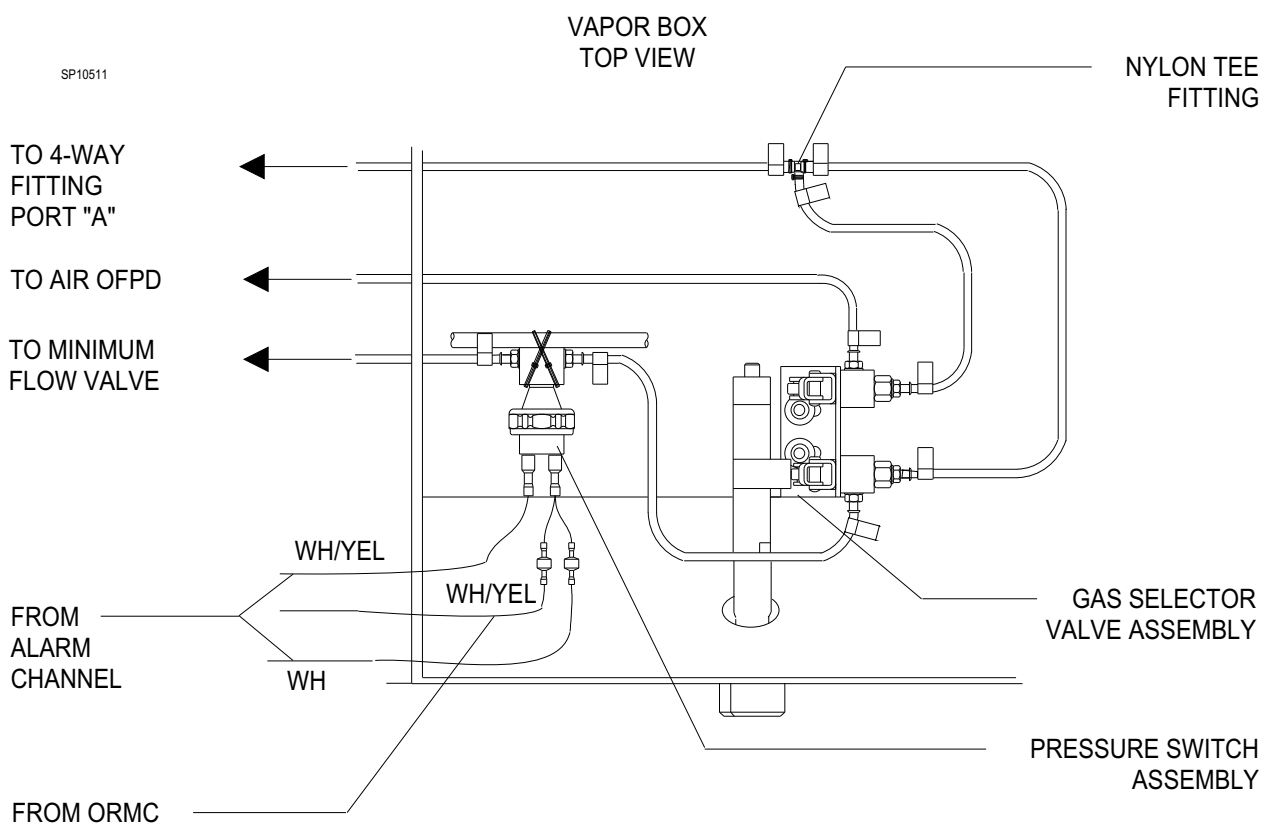 VAPOR BOX
TOP VIEW
SP10511
NYLON TEE
FITTING
TO 4-WAY
FITTING
PORT "A"
TO AIR OFPD
TO MINIMUM
FLOW VALVE
WH/YEL
WH/YEL
FROM
ALARM
CHANNEL
WH
GAS SELECTOR
VALVE ASSEMBLY
PRESSURE SWITCH
ASSEMBLY
FROM ORMC